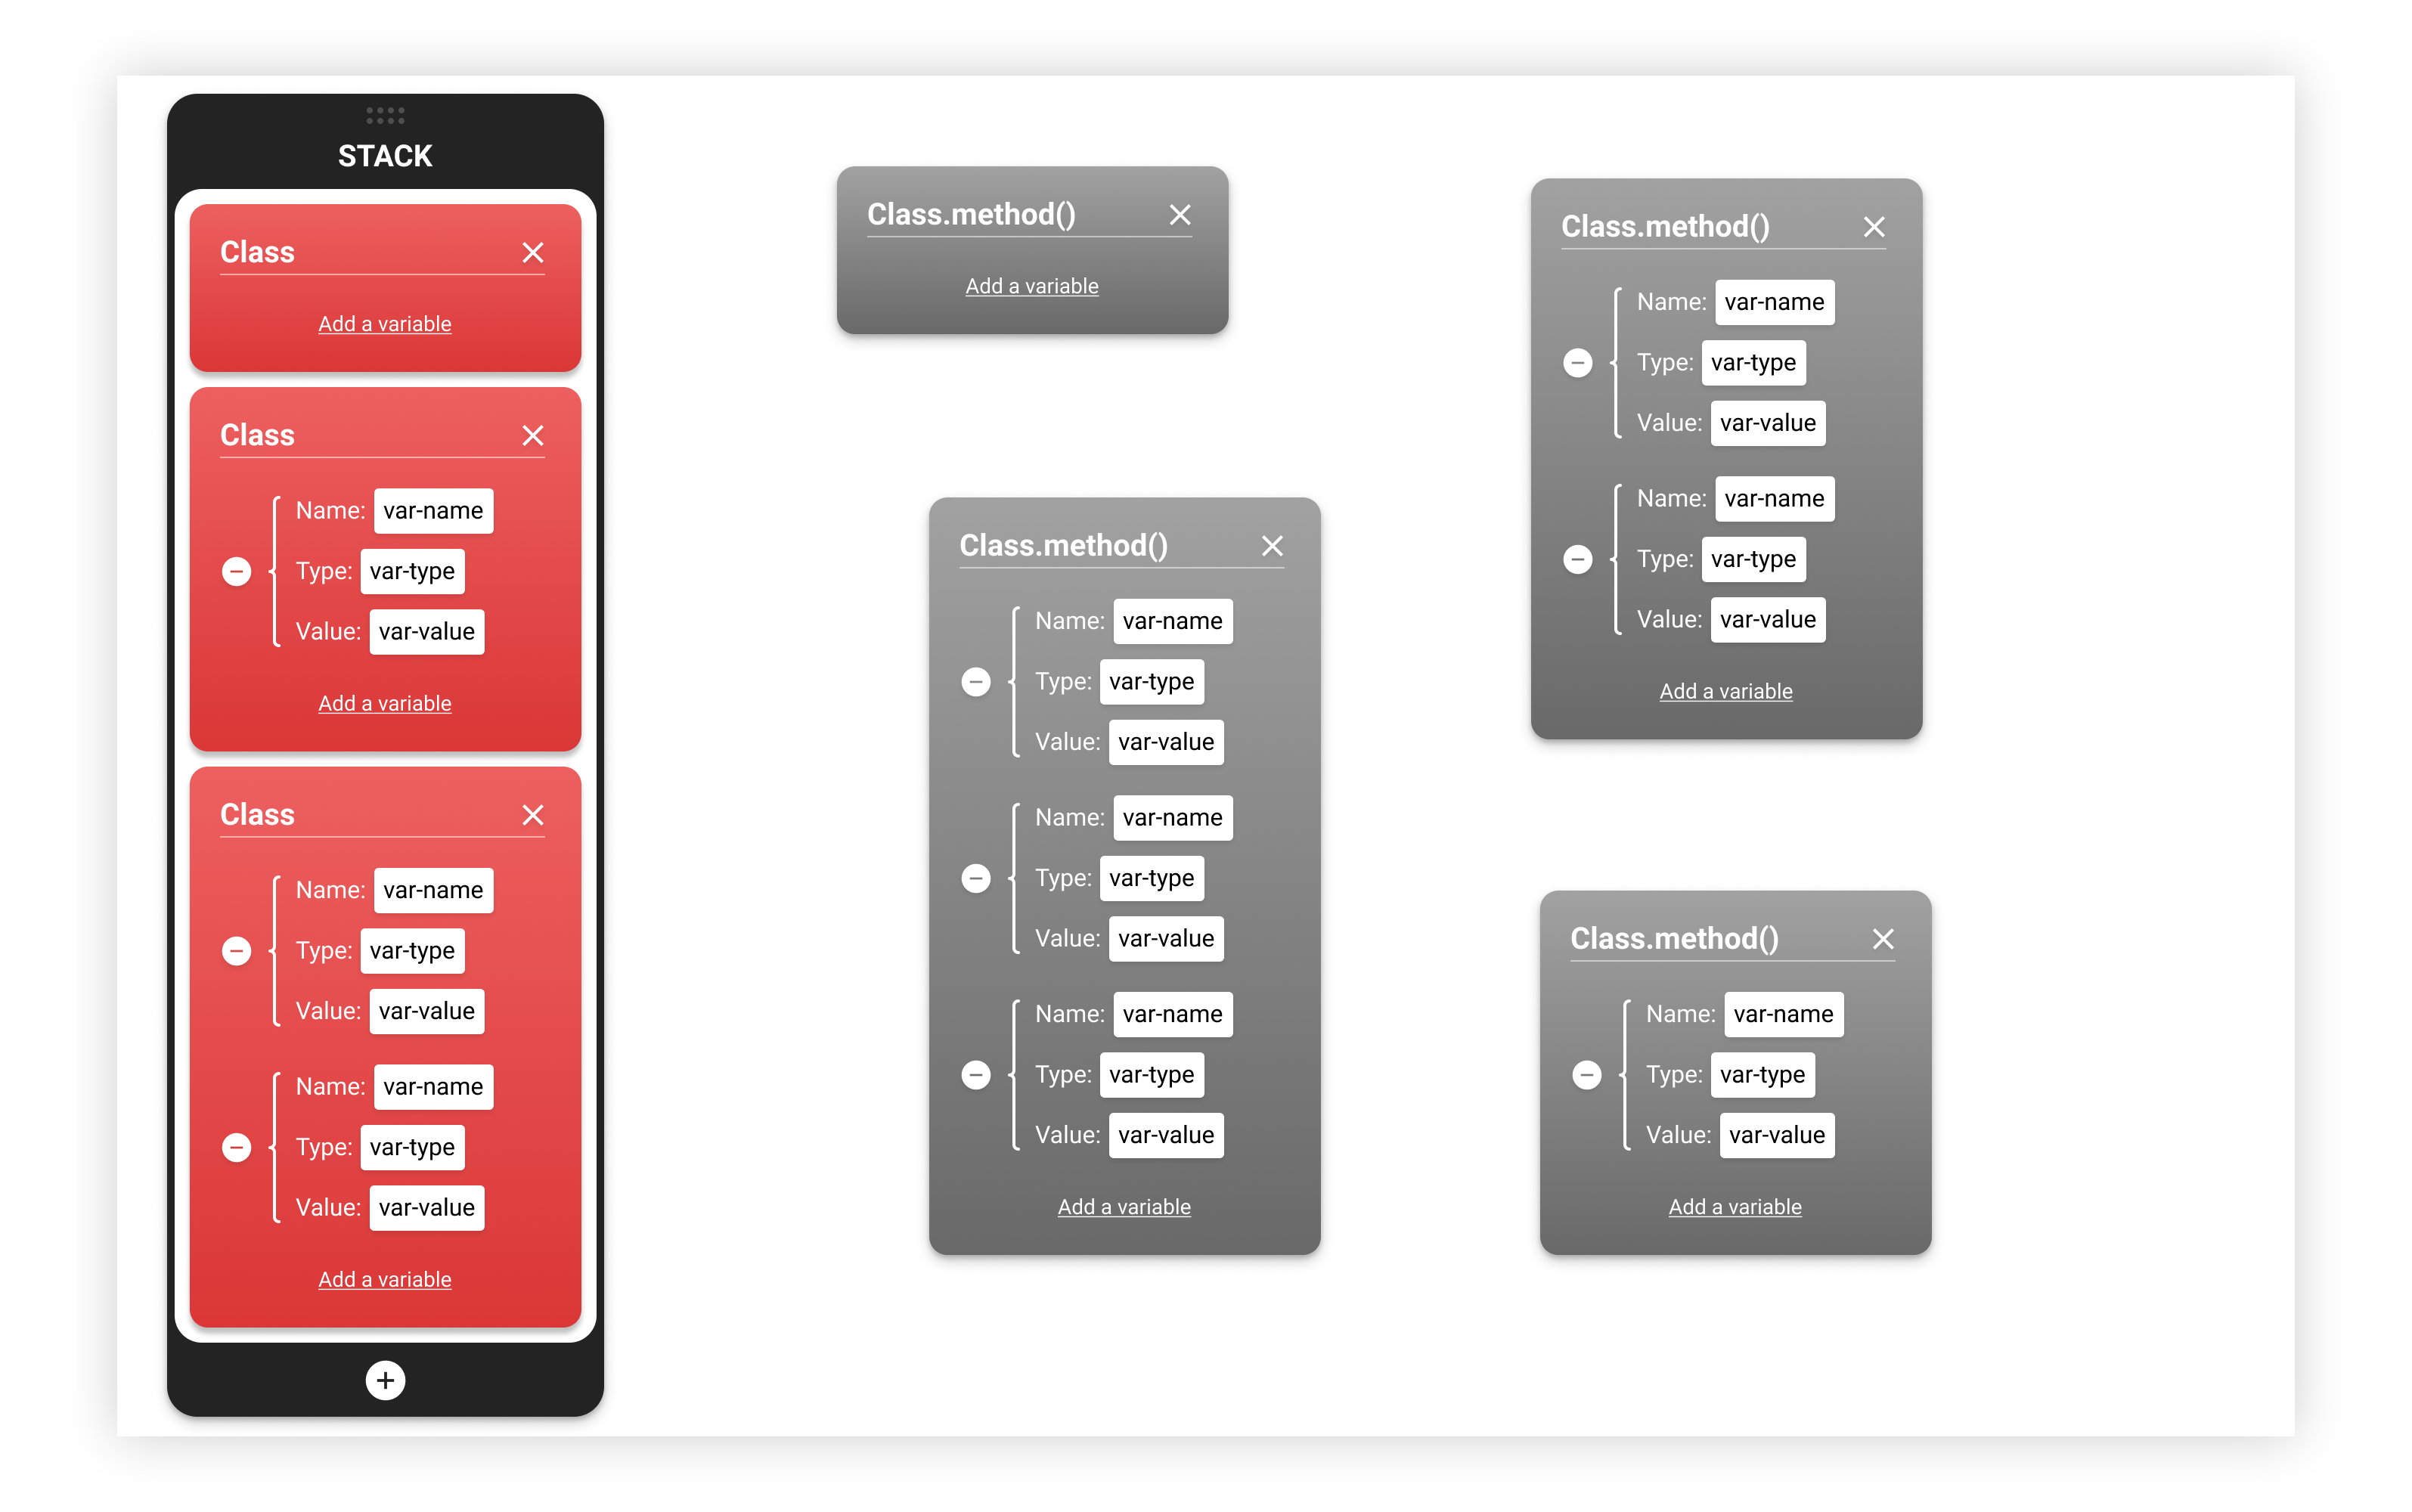 STACK
Class
Add a variable
Class
Name: var-name
Type: var-type
Value: var-value
Add a variable
Class
Name: var-name
Type: var-type
Value: var-value
Name: var-name
Type: var-type
Value: var-value
Add a variable
Class.method()
Add a variable
Class.method()
Name: var-name
Type: var-type
Value: var-value
Name: var-name
Type: var-type
Value: var-value
Name: var-name
Type: var-type
Value: var-value
Add a variable
Class.method()
Name: var-name
Type: var-type
Value: var-value
Name: var-name
Type: var-type
Value: var-value
Add a variable
Class.method()
Name: var-name
Type: var-type
Value: var-value
Add a variable